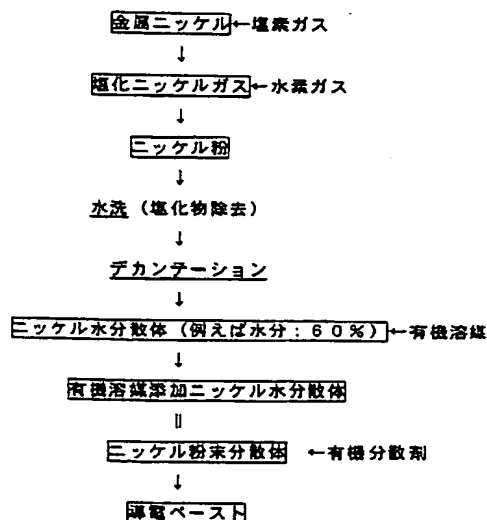 金属ニッケル←塩素ガス
↓
塩化ニッケルガス←水素ガス
↓
ニッケル粉
↓
水洗（塩化物除去）
↓
デカンテーション
↓
ニッケル水分散体（例えば水分：６０％）←有機溶媒
↓
有機溶媒添加ニッケル水分散体
⇓
ニッケル粉末分散体 ←有機分散剤
↓
導電ペースト